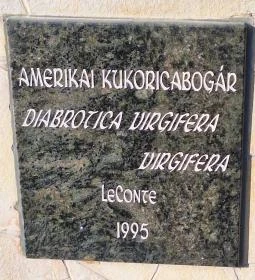 AMERIKAI KUKORICABOGÁR
DIABROTICA VIRGIFERA
VIRGIFERA
LECONTE
1995